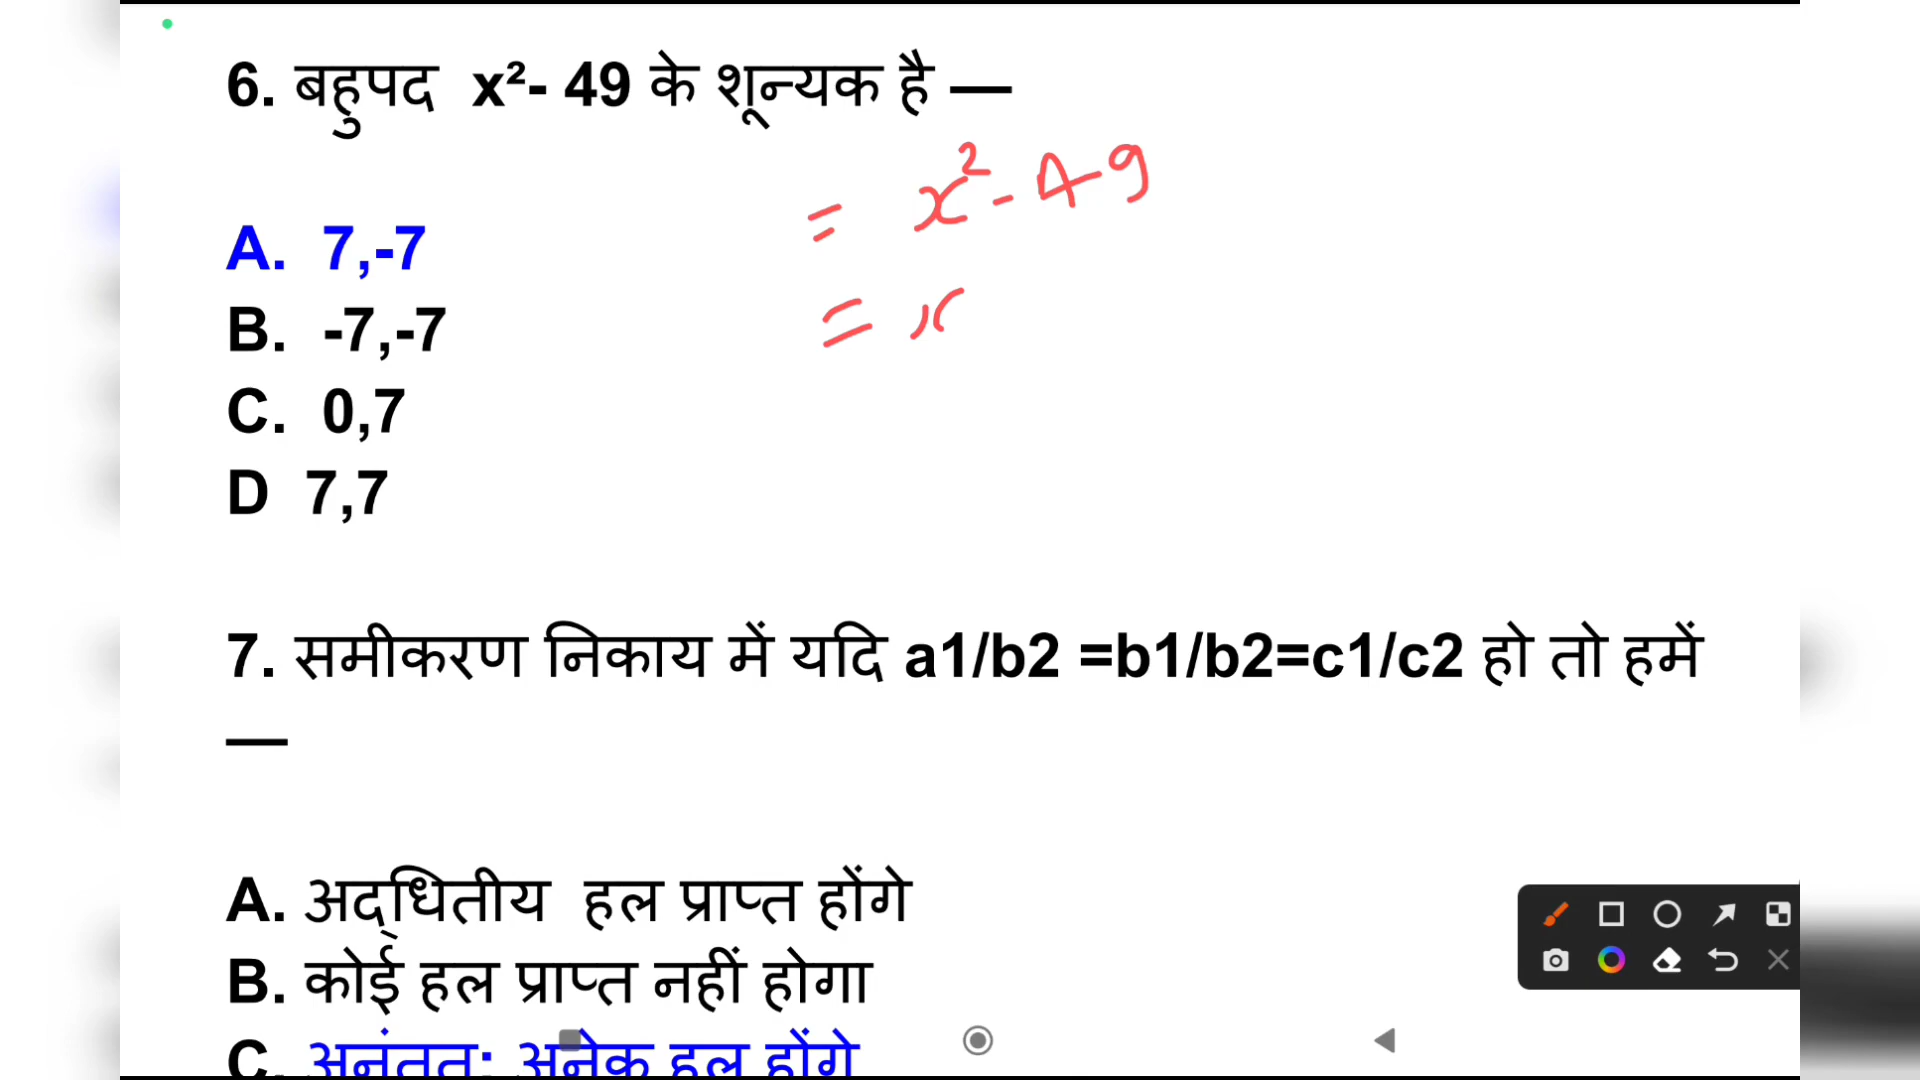 6. बहुपद x²- 49 के शून्यक है —
= x² - 49
A. 7,-7
= x
B. -7,-7
C. 0,7
D 7,7
7. समीकरण निकाय में यदि a1/b2 =b1/b2=c1/c2 हो तो हमें
—
A. अद्धितीय हल प्राप्त होंगे
B. कोई हल प्राप्त नहीं होगा
C. अनंतत: अनेक हल होंगे